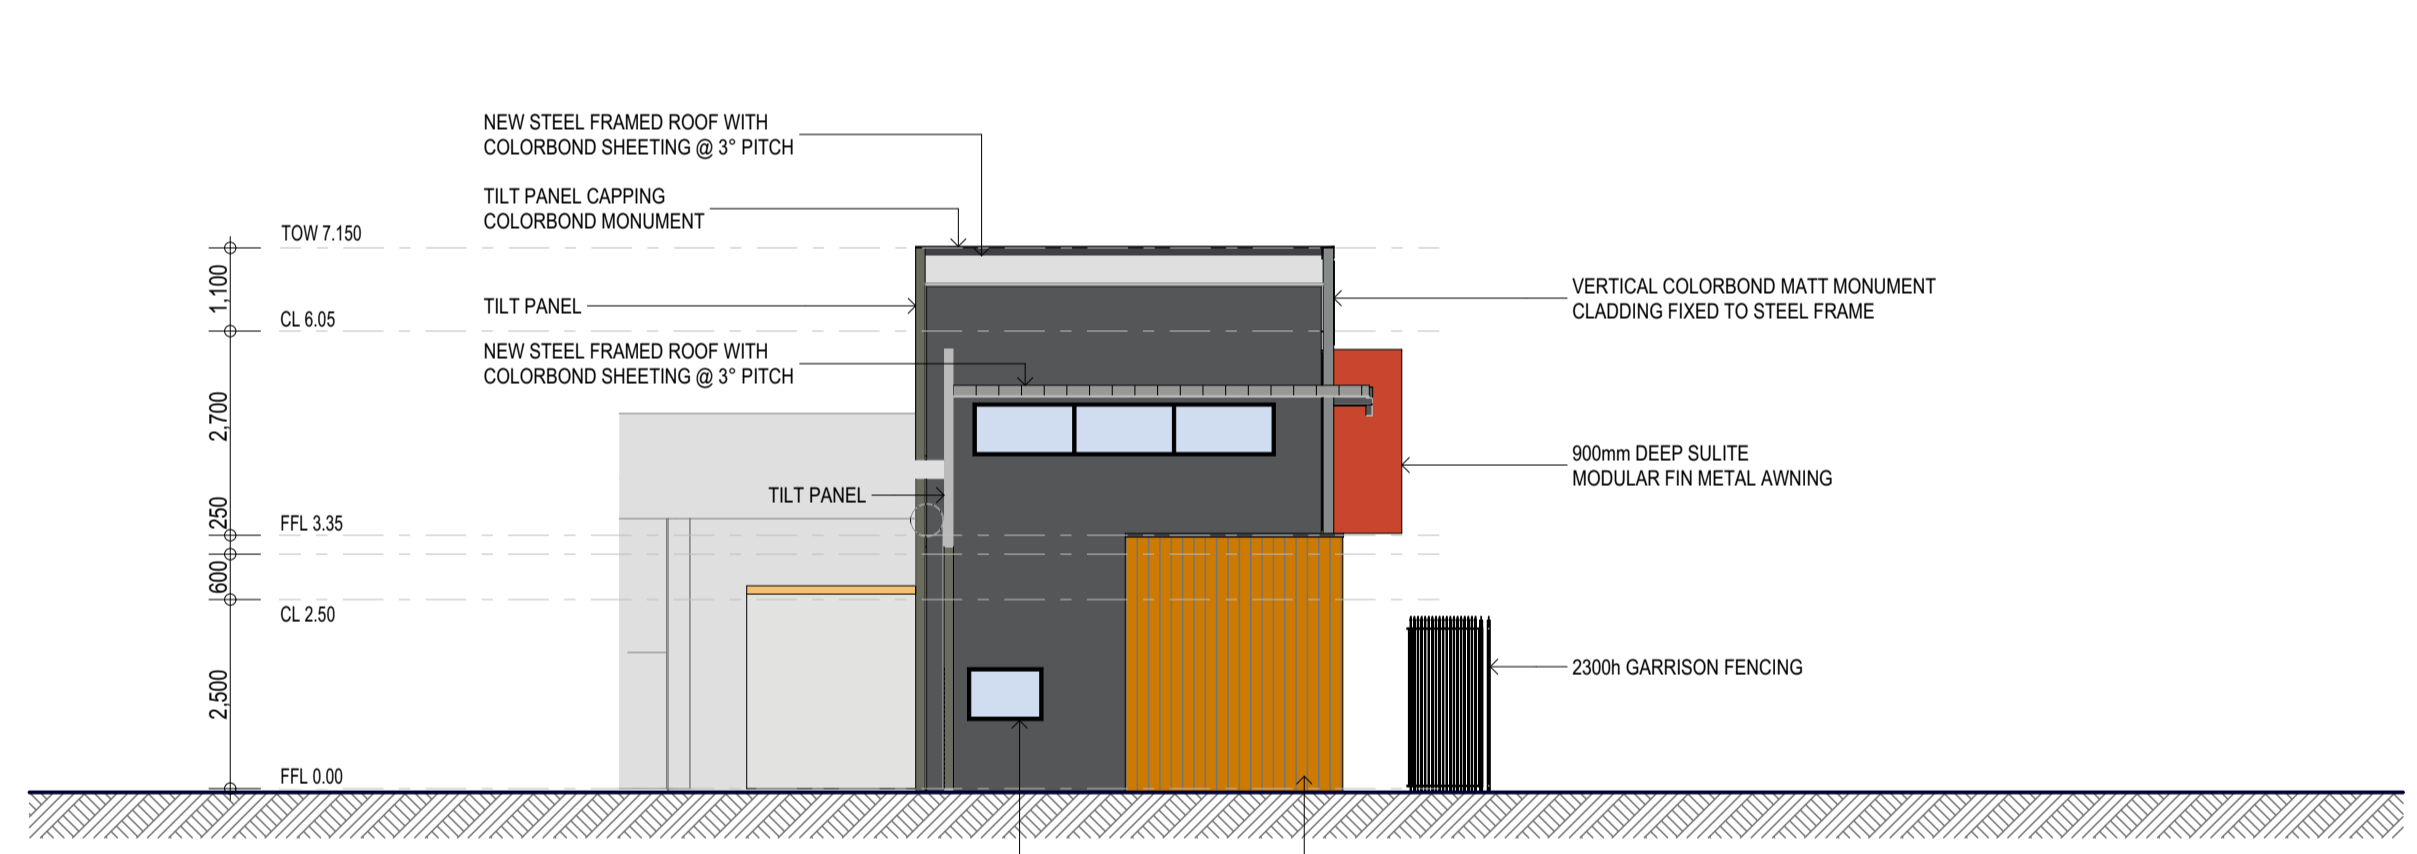 NEW STEEL FRAMED ROOF WITH
COLORBOND SHEETING @ 3° PITCH
TILT PANEL CAPPING
COLORBOND MONUMENT
TOW 7.150
1,100
TILT PANEL
CL 6.05
NEW STEEL FRAMED ROOF WITH
COLORBOND SHEETING @ 3° PITCH
2,700
TILT PANEL
250
FFL 3.35
600
CL 2.50
2,500
FFL 0.00
VERTICAL COLORBOND MATT MONUMENT
CLADDING FIXED TO STEEL FRAME
900mm DEEP SULITE
MODULAR FIN METAL AWNING
2300h GARRISON FENCING